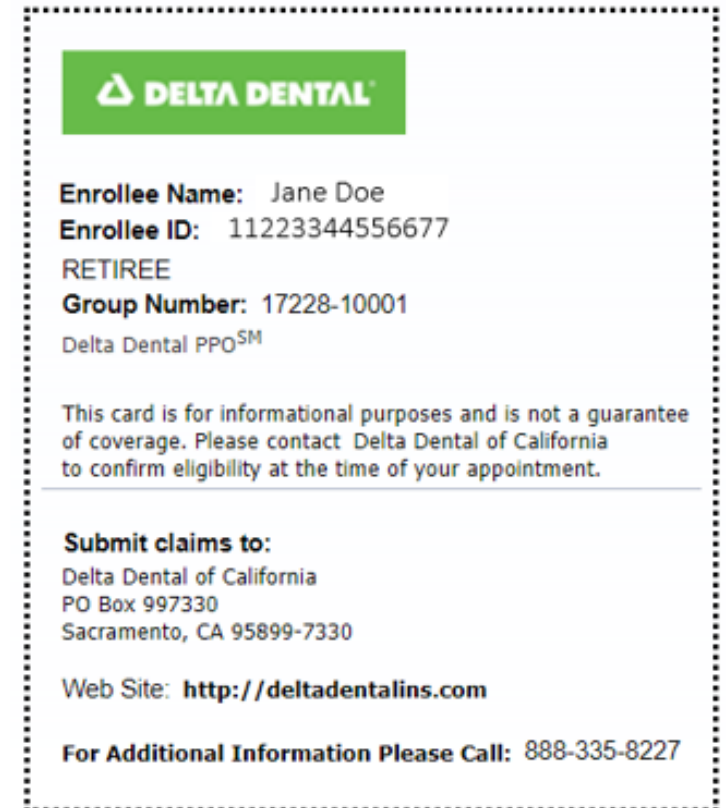 DELTA DENTAL
Enrollee Name: Jane Doe
Enrollee ID: 11223344556677
RETIREE
Group Number: 17228-10001
Delta Dental PPOSM
This card is for informational purposes and is not a guarantee
of coverage. Please contact Delta Dental of California
to confirm eligibility at the time of your appointment.
Submit claims to:
Delta Dental of California
PO Box 997330
Sacramento, CA 95899-7330
Web Site: http://deltadentalins.com
For Additional Information Please Call: 888-335-8227